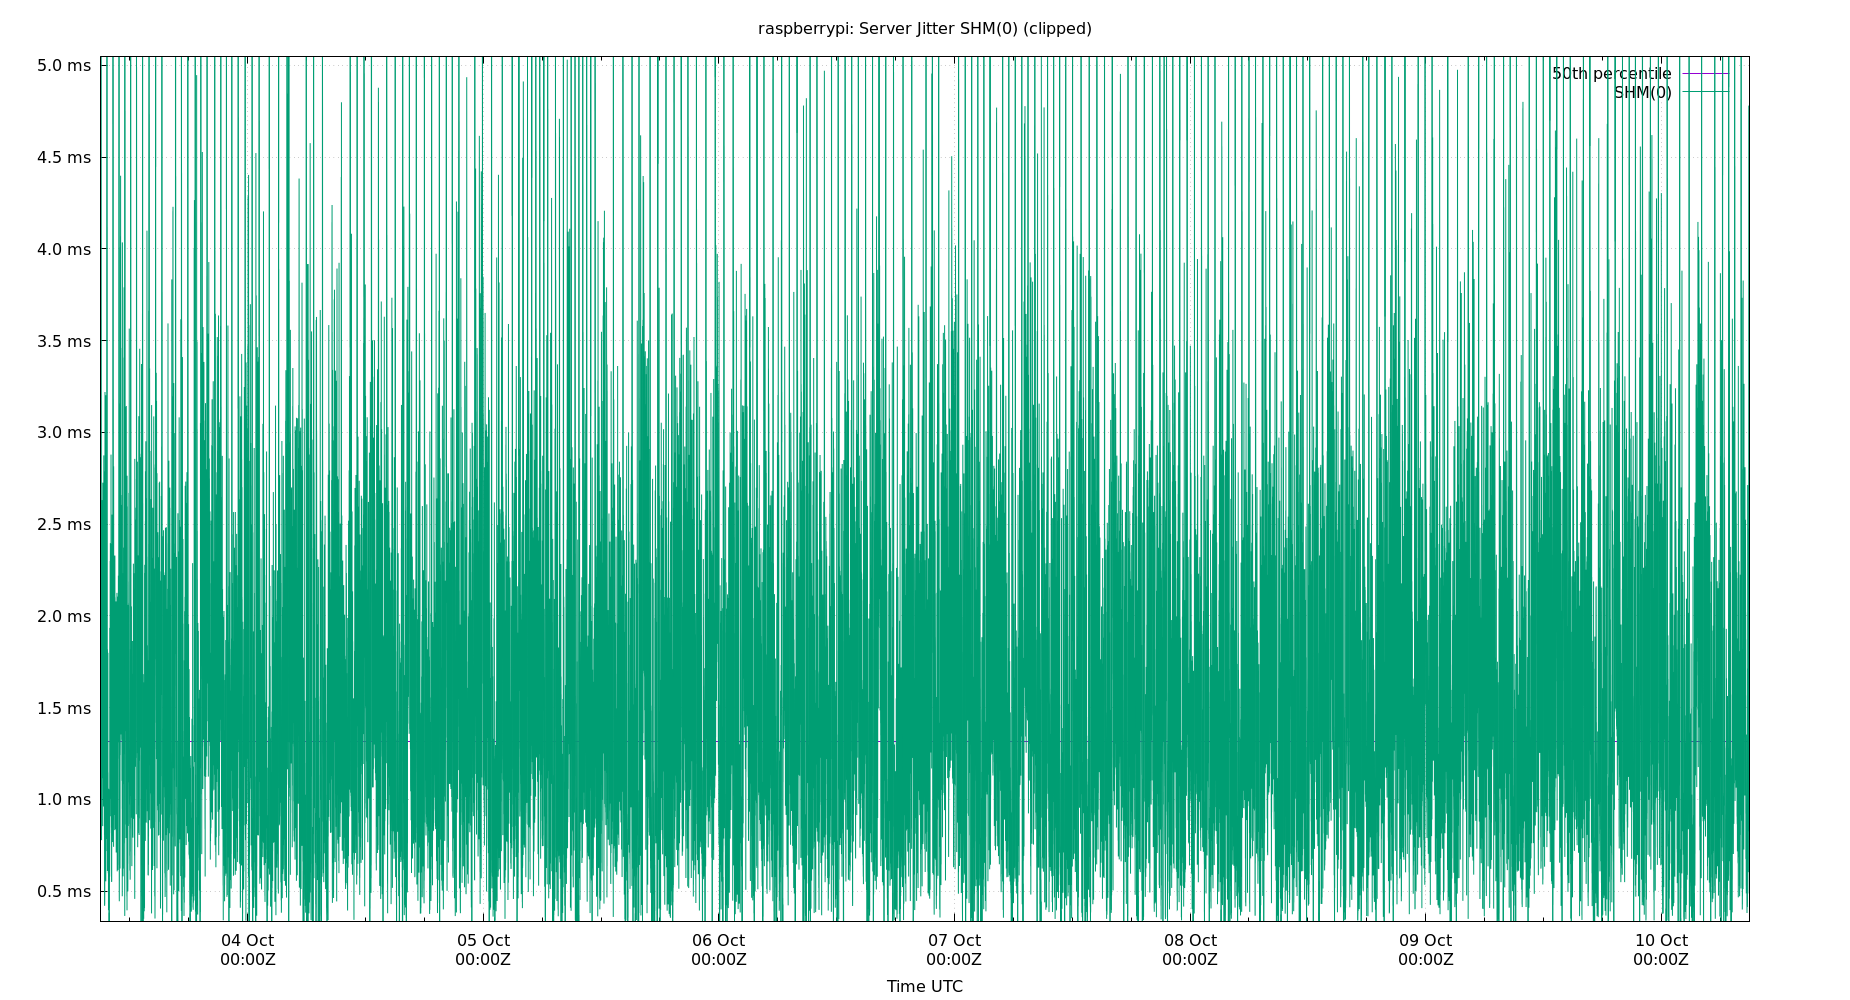 raspberrypi: Server Jitter SHM(0) (clipped)
5.0 ms
50th percentile
SHM(0)
4.5 ms
4.0 ms
3.5 ms
3.0 ms
2.5 ms
2.0 ms
1.5 ms
1.0 ms
0.5 ms
04 Oct 05 Oct 06 Oct 07 Oct 08 Oct 09 Oct 10 Oct
00:00Z 00:00Z 00:00Z 00:00Z 00:00Z 00:00Z 00:00Z
Time UTC